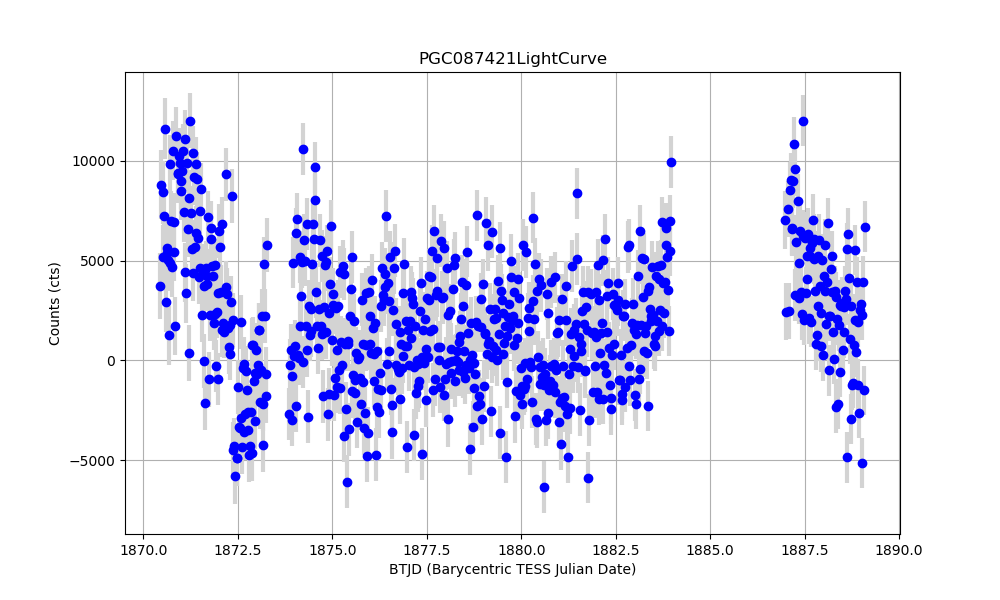 PGC087421LightCurve
Counts (cts)
10000
5000
0
−5000
1870.0 1872.5 1875.0 1877.5 1880.0 1882.5 1885.0 1887.5 1890.0
BTJD (Barycentric TESS Julian Date)